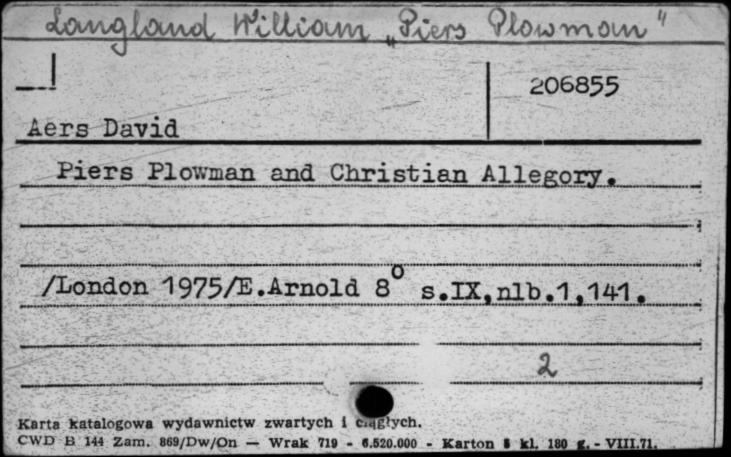 Langland William „Piers Plowman"
206855
Aers David
Piers Plowman and Christian Allegory.
/London 1975/E.Arnold 8° s.IX,nlb.1,141.
2
Karta katalogowa wydawnictw zwartych i ciągłych.
CWD B 144 Zam. 869/Dw/On — Wrak 719 - 6.520.000 - Karton kl. 180 g. - VIII.71.